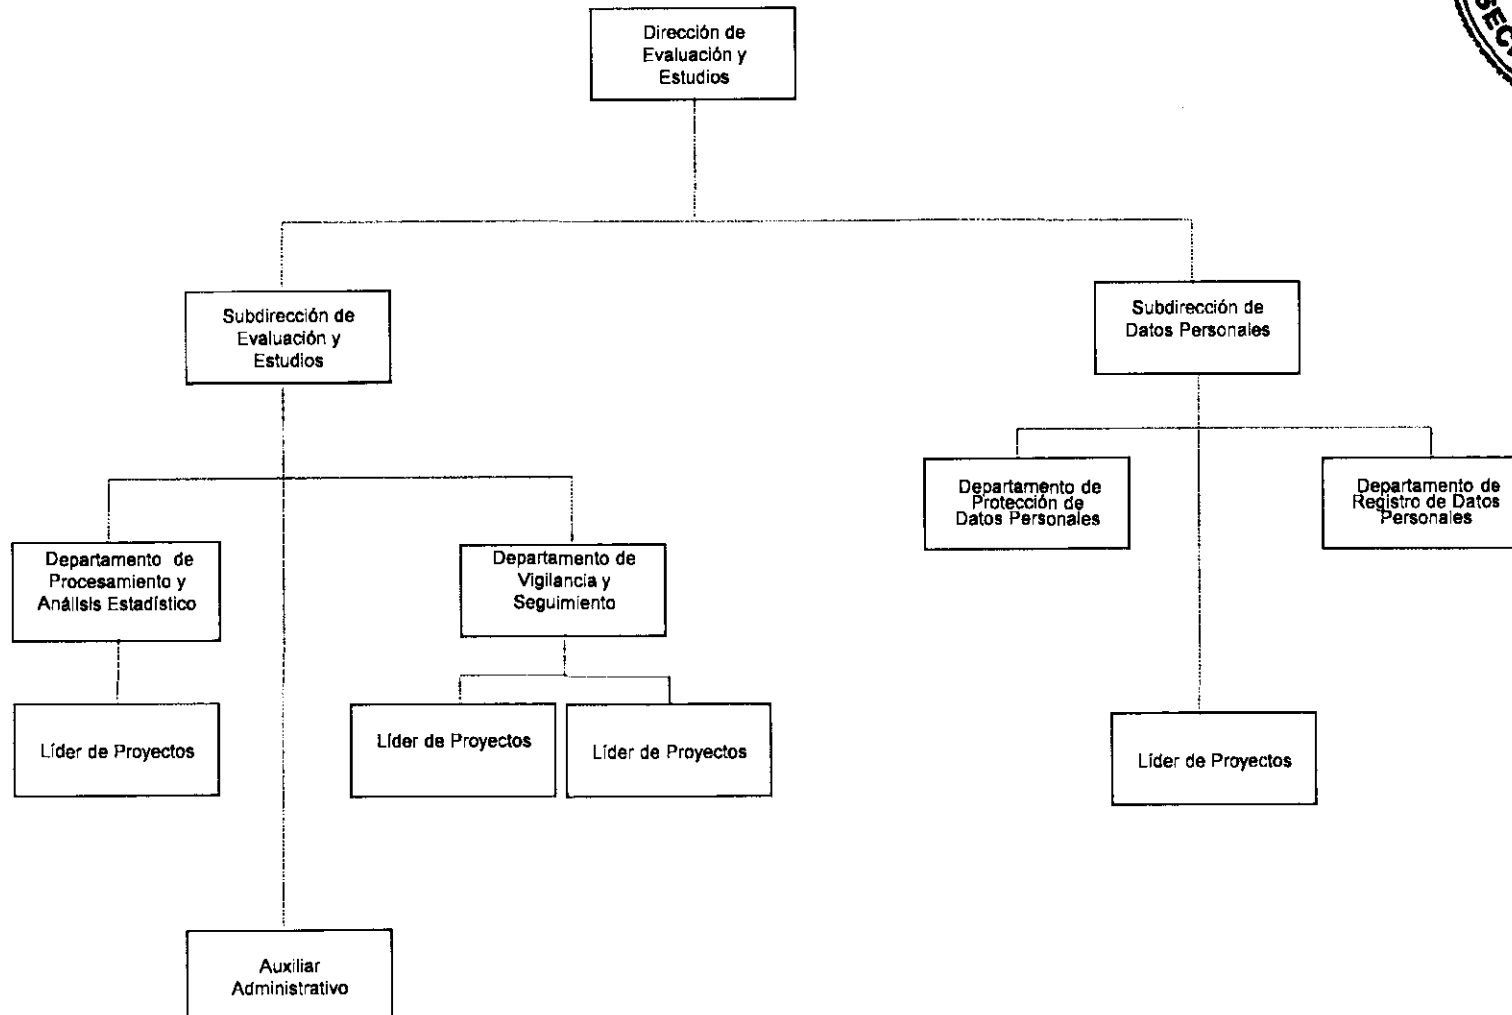 Dirección de
Evaluación y
Estudios
Subdirección de
Evaluación y
Estudios
Subdirección de
Datos Personales
Departamento de
Protección de
Datos Personales
Departamento de
Registro de Datos
Personales
Departamento de
Procesamiento y
Análisis Estadístico
Departamento de
Vigilancia y
Seguimiento
Líder de Proyectos
Líder de Proyectos
Líder de Proyectos
Líder de Proyectos
Auxiliar
Administrativo